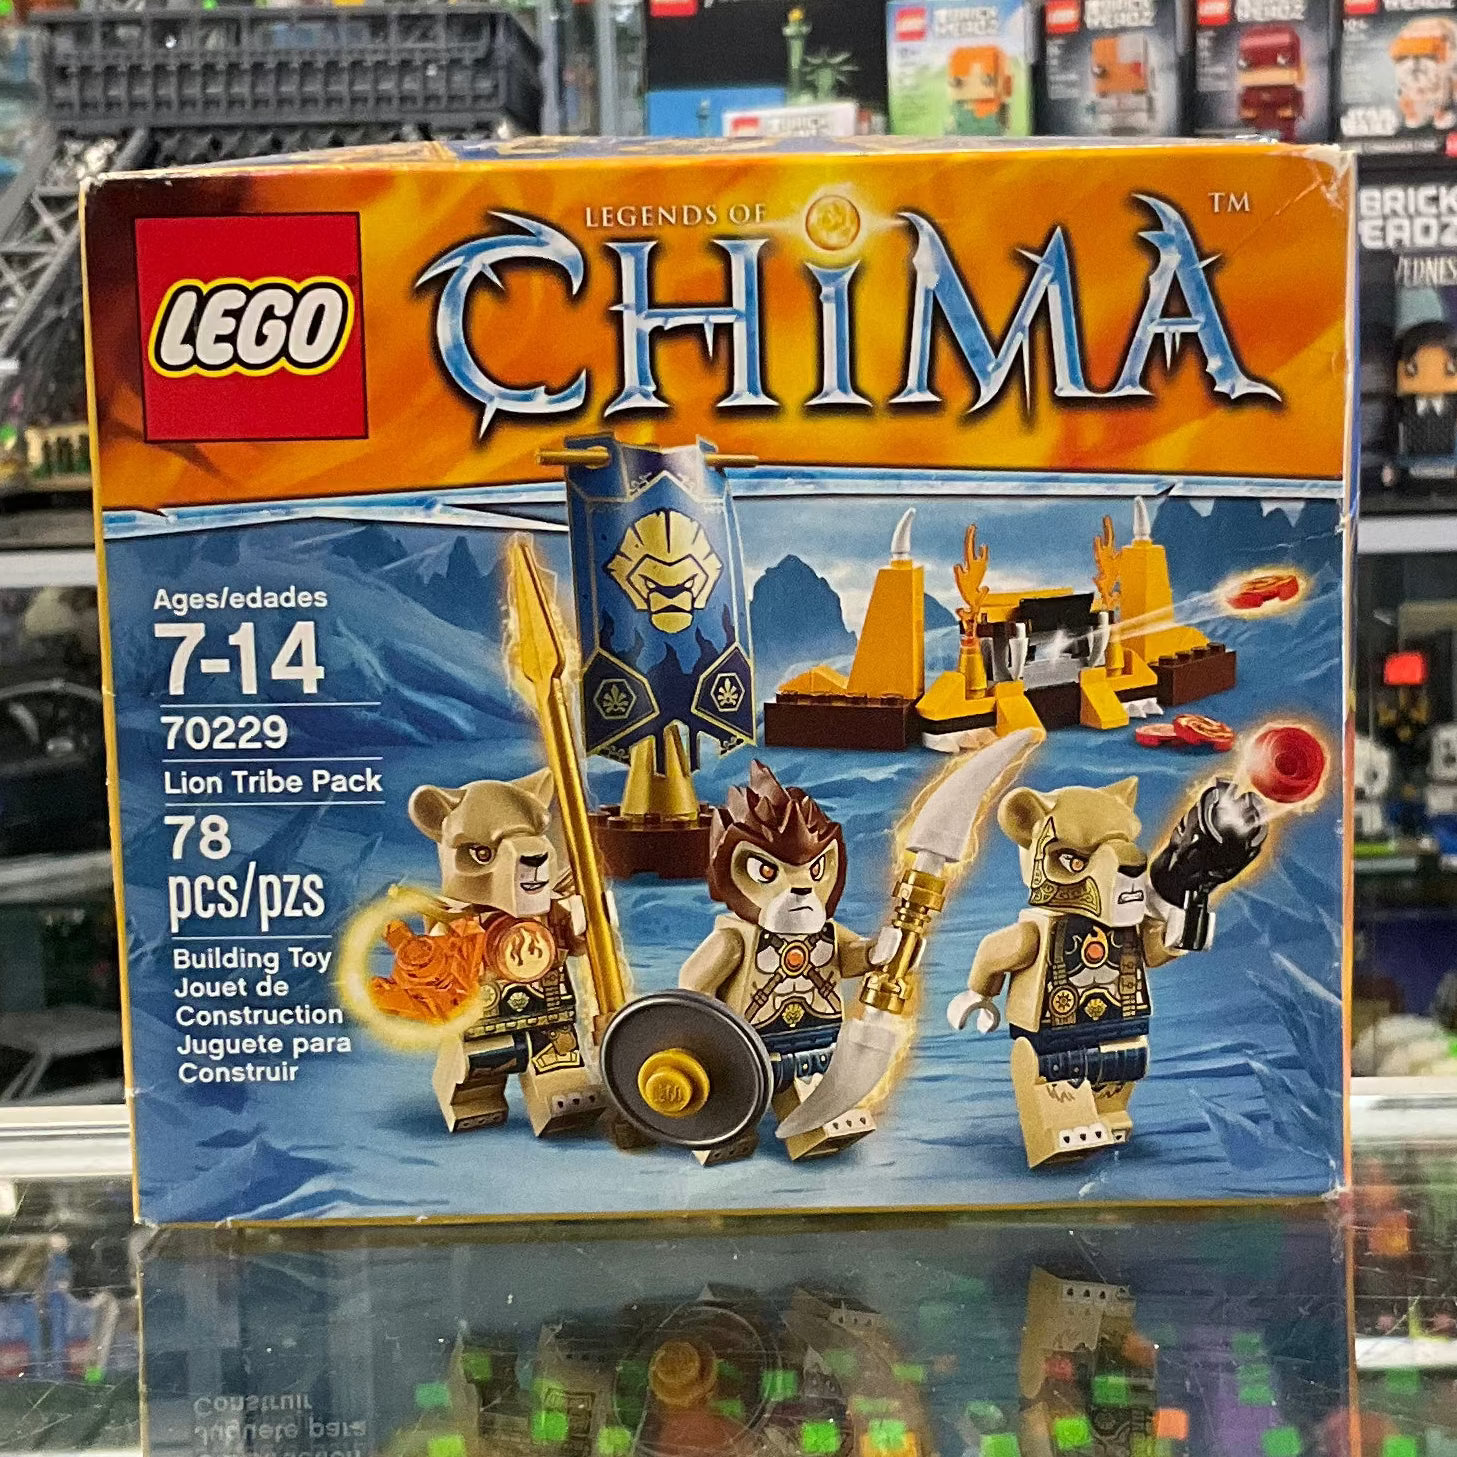 LEGO
LEGENDS OF
CHIMA
TM
Ages/edades
7-14
70229
Lion Tribe Pack
78
pcs/pzs
Building Toy
Jouet de
Construction
Juguete para
Construir
BRICK